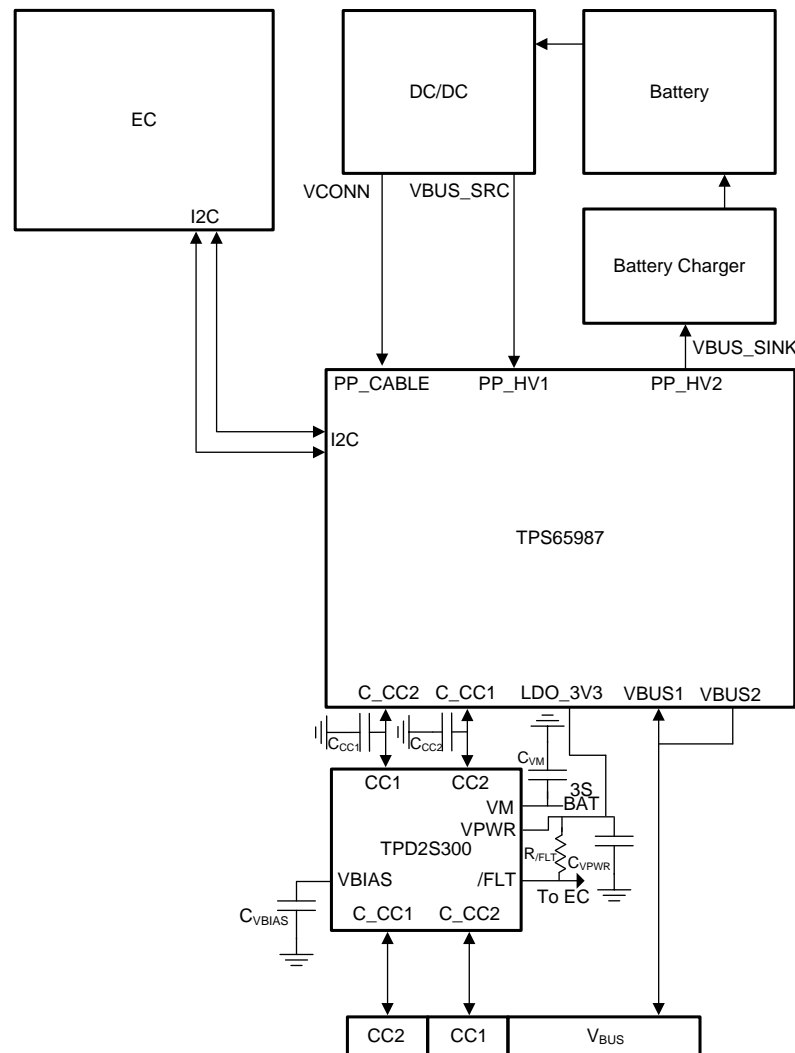 EC
DC/DC
Battery
I2C
VCONN
VBUS_SRC
Battery Charger
VBUS_SINK
PP_CABLE
PP_HV1
PP_HV2
I2C
TPS65987
C_CC2
C_CC1
LDO_3V3
VBUS1
VBUS2
CCC1
CCC2
CVM
CC1
CC2
3S
BAT
VM
VPWR
TPD2S300
R/FLT
CVPWR
VBIAS
/FLT
To EC
CVBIAS
C_CC1
C_CC2
CC2
CC1
VBUS